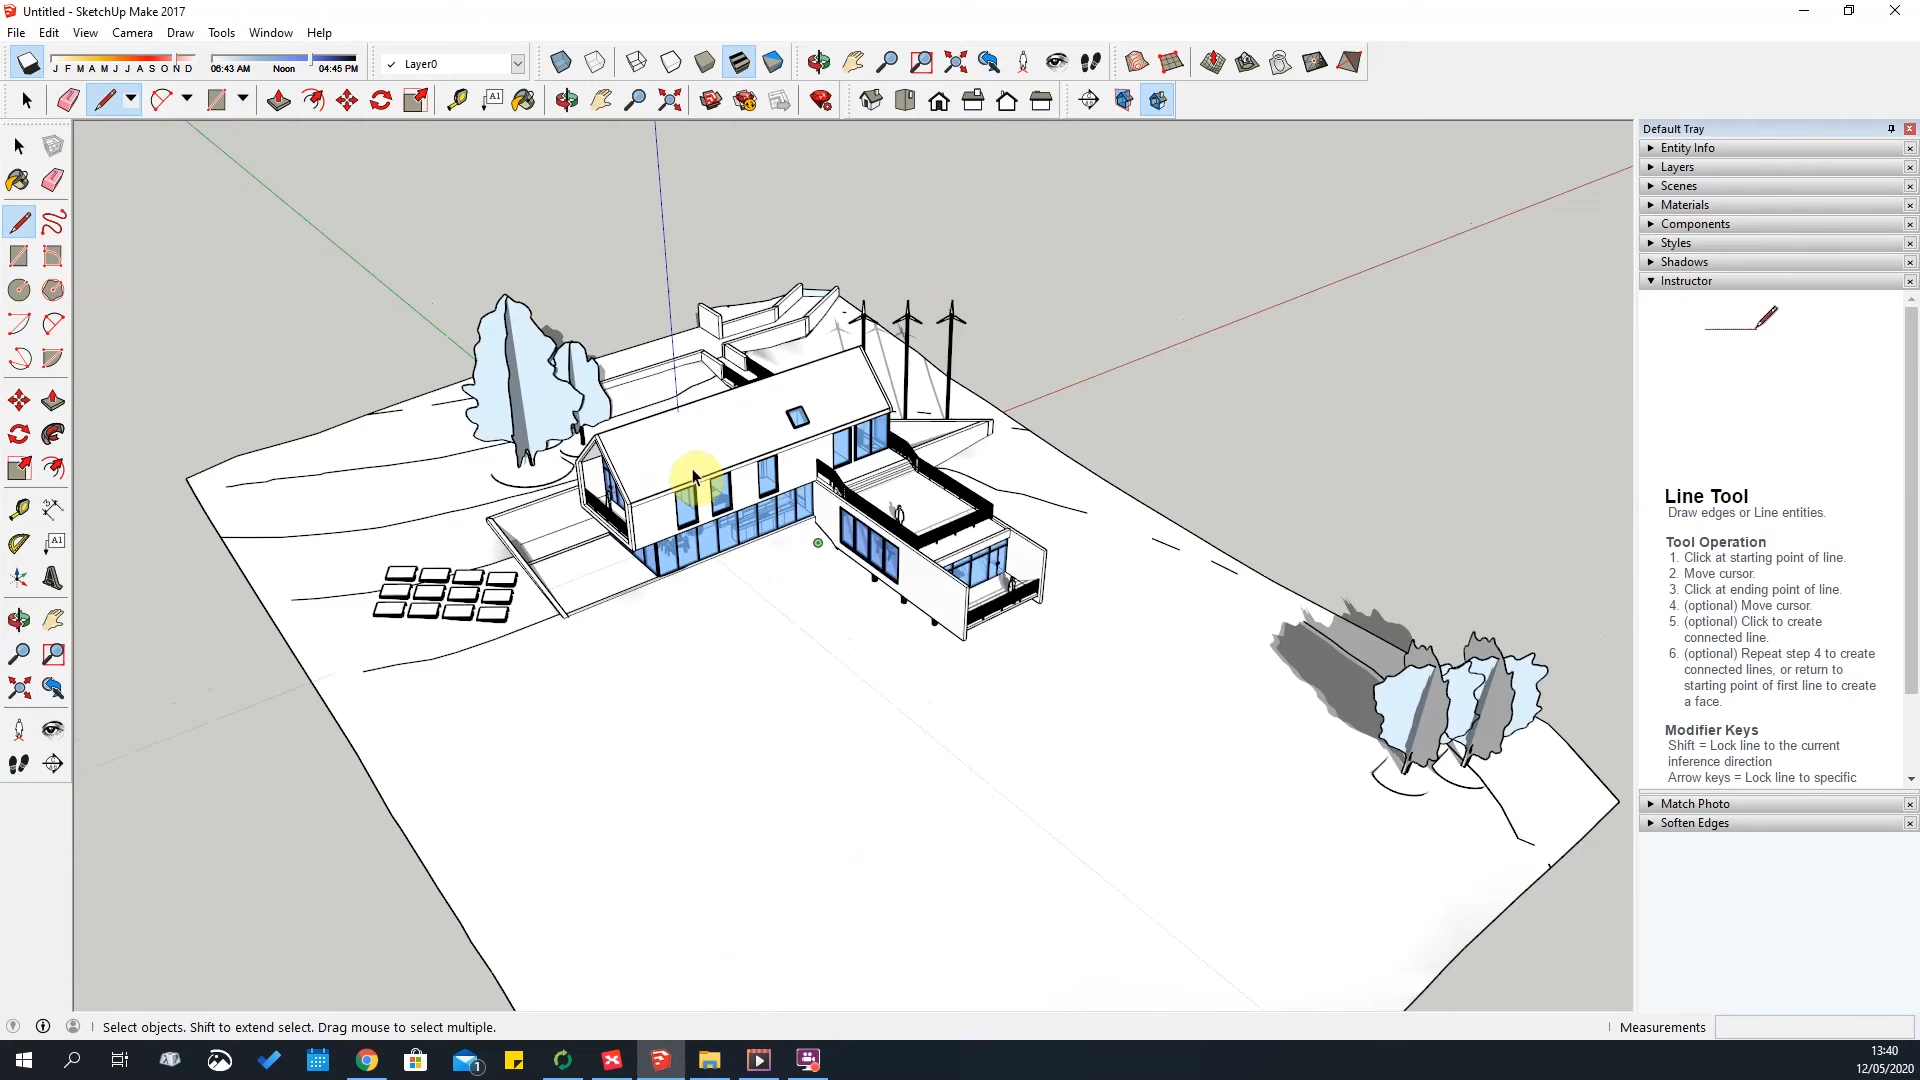 Untitled - SketchUp Make 2017
File Edit View Camera Draw Tools Window Help
J F M A M J J A S O N D
06:43 AM Noon 04:45 PM
Layer0
A1
Default Tray
Entity Info
Layers
Scenes
Materials
Components
Styles
Shadows
Instructor
Line Tool
Draw edges or Line entities.
Tool Operation
1. Click at starting point of line.
2. Move cursor.
3. Click at ending point of line.
4. (optional) Move cursor.
5. (optional) Click to create
connected line.
6. (optional) Repeat step 4 to create
connected lines, or return to
starting point of first line to create
a face.
Modifier Keys
Shift = Lock line to the current
inference direction
Arrow keys = Lock line to specific
Match Photo
Soften Edges
A1
Select objects. Shift to extend select. Drag mouse to select multiple.
Measurements
1
13:40
12/05/2020